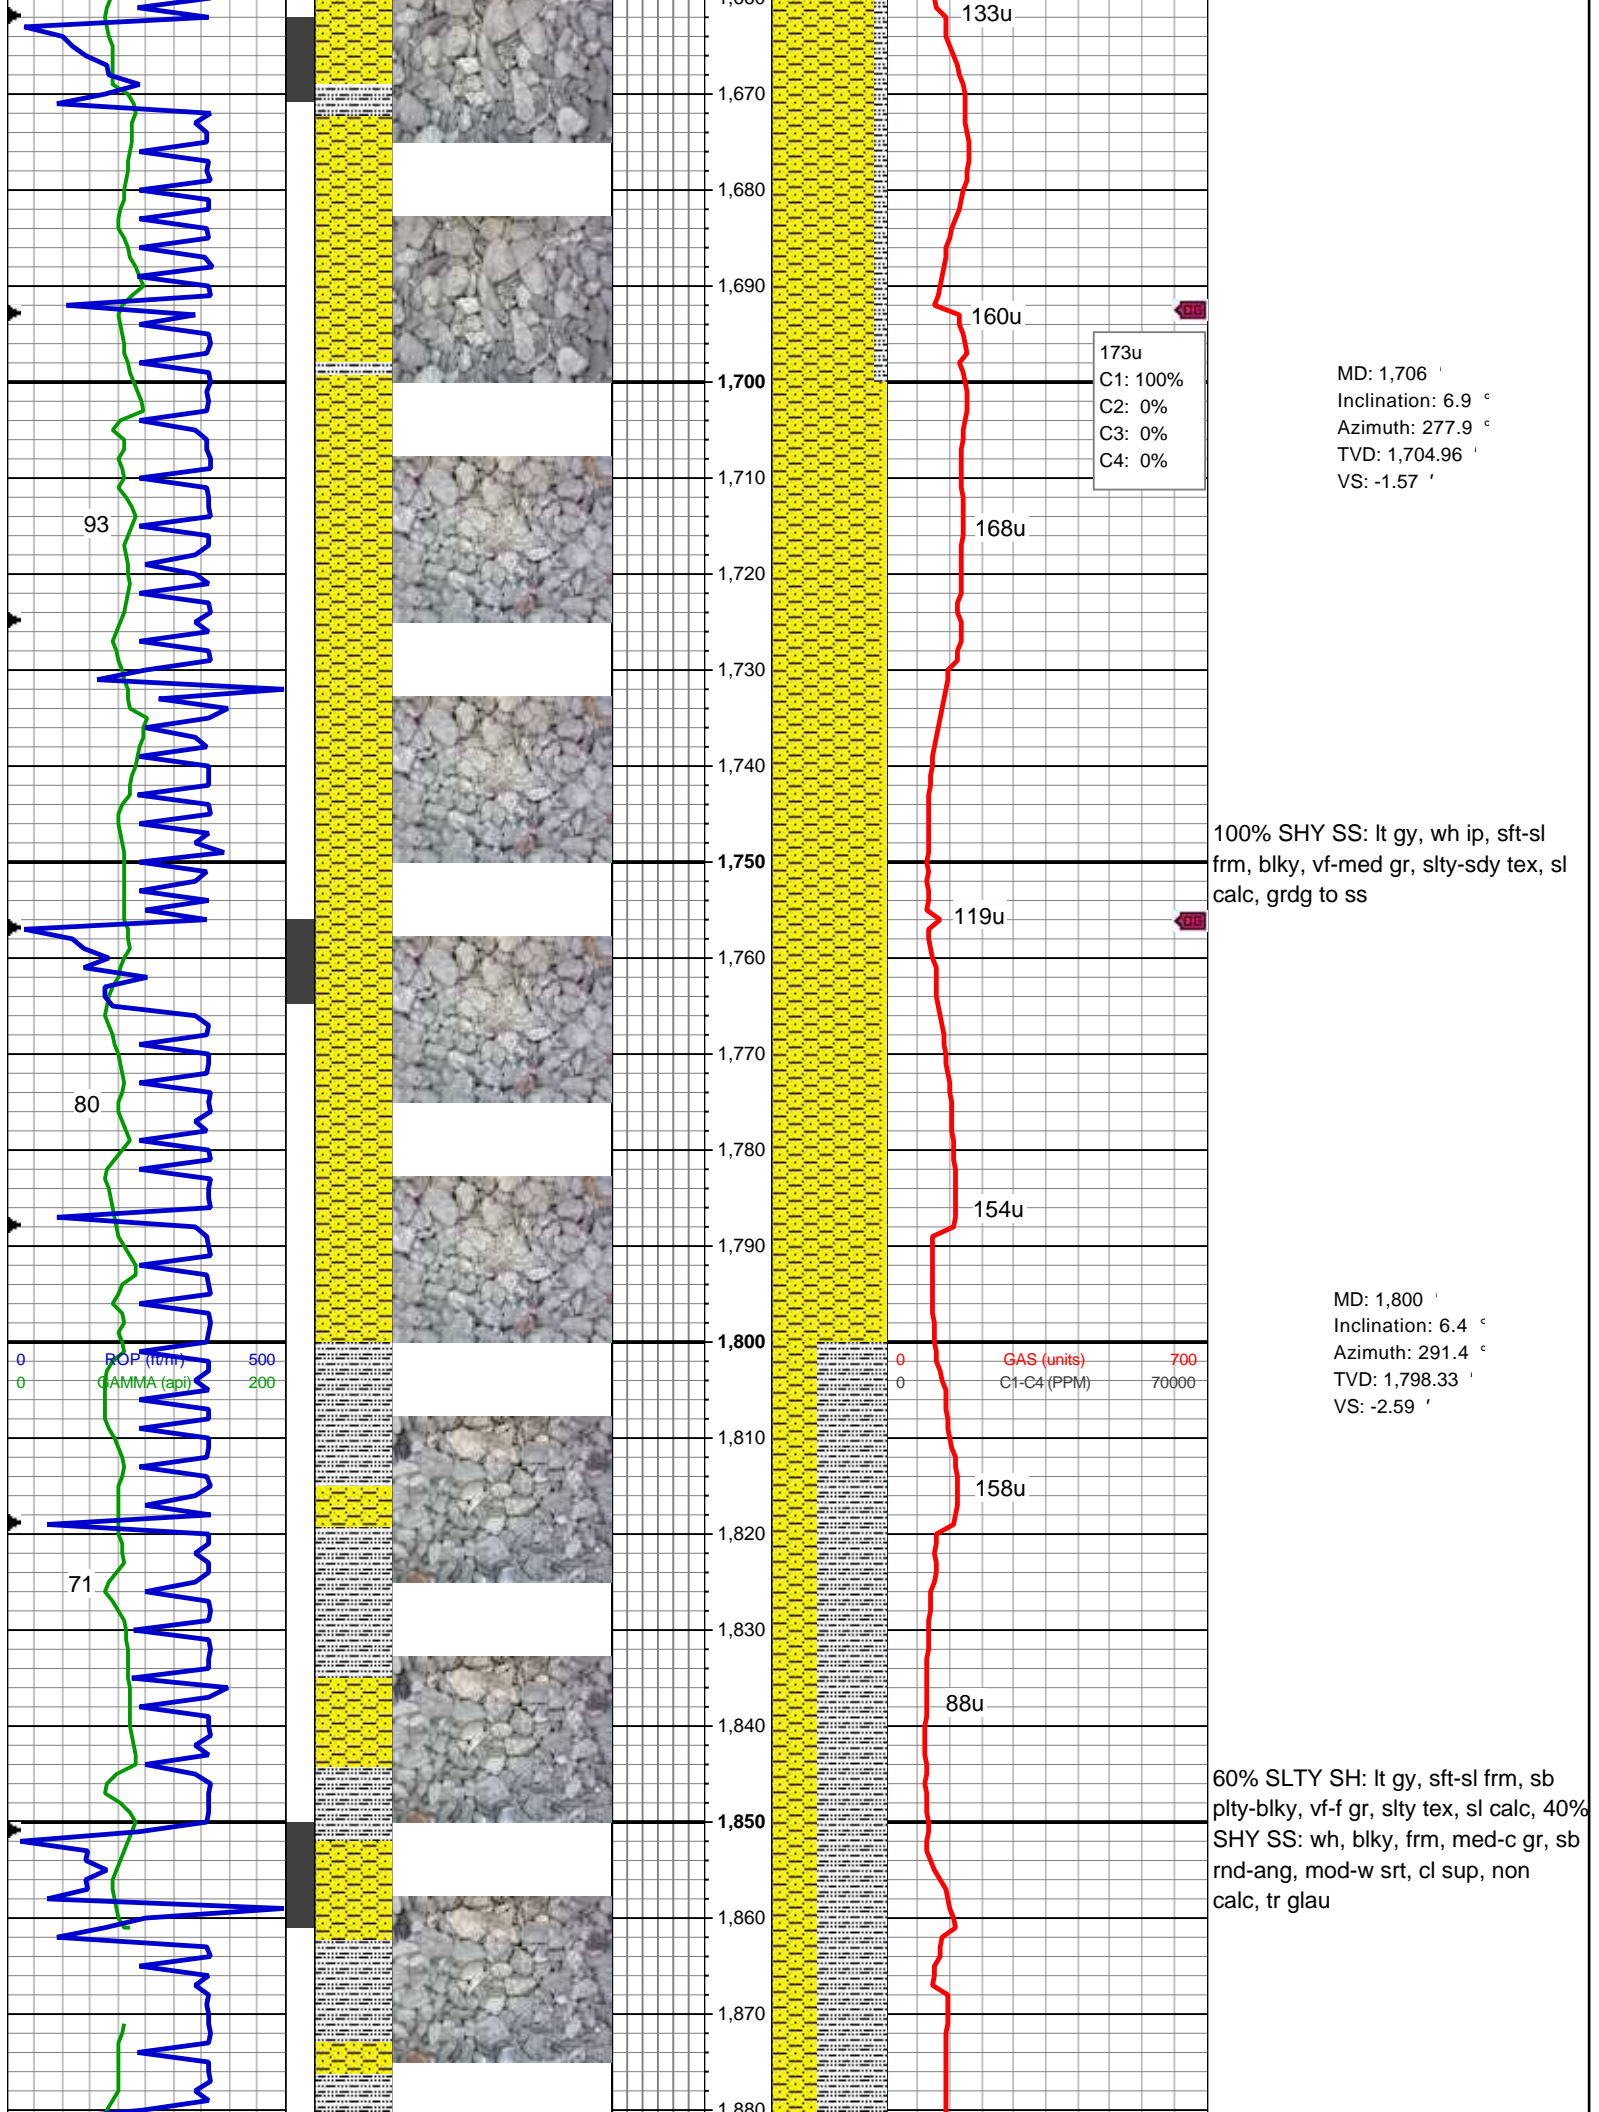 133u
1,670
1,680
1,690
160u
CG
173u
C1: 100%
C2: 0%
C3: 0%
C4: 0%
1,700
MD: 1,706 '
Inclination: 6.9 °
Azimuth: 277.9 °
TVD: 1,704.96 '
VS: -1.57 '
1,710
93
168u
1,720
1,730
1,740
1,750
100% SHY SS: lt gy, wh ip, sft-sl
frm, blky, vf-med gr, slty-sdy tex, sl
calc, grdg to ss
119u
CG
1,760
1,770
80
1,780
154u
1,790
1,800
MD: 1,800 '
Inclination: 6.4 °
Azimuth: 291.4 °
TVD: 1,798.33 '
VS: -2.59 '
0 ROP (ft/hr) 500
0 GAMMA (api) 200
0 GAS (units) 700
0 C1-C4 (PPM) 70000
1,810
158u
1,820
71
1,830
88u
1,840
1,850
60% SLTY SH: lt gy, sft-sl frm, sb
plty-blky, vf-f gr, slty tex, sl calc, 40%
SHY SS: wh, blky, frm, med-c gr, sb
rnd-ang, mod-w srt, cl sup, non
calc, tr glau
1,860
1,870
1,880